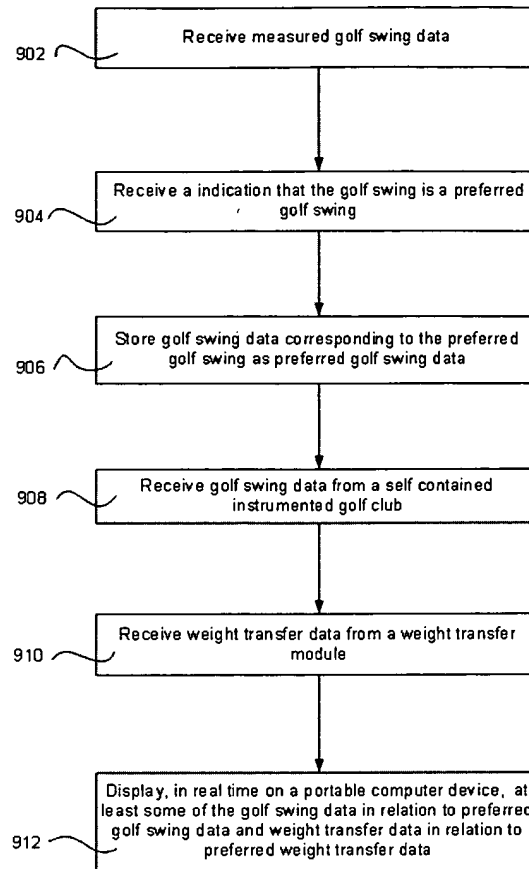 Receive measured golf swing data
902
Receive a indication that the golf swing is a preferred
golf swing
904
Store golf swing data corresponding to the preferred
golf swing as preferred golf swing data
906
Receive golf swing data from a self contained
instrumented golf club
908
Receive weight transfer data from a weight transfer
module
910
Display, in real time on a portable computer device, at
least some of the golf swing data in relation to preferred
golf swing data and weight transfer data in relation to
preferred weight transfer data
912